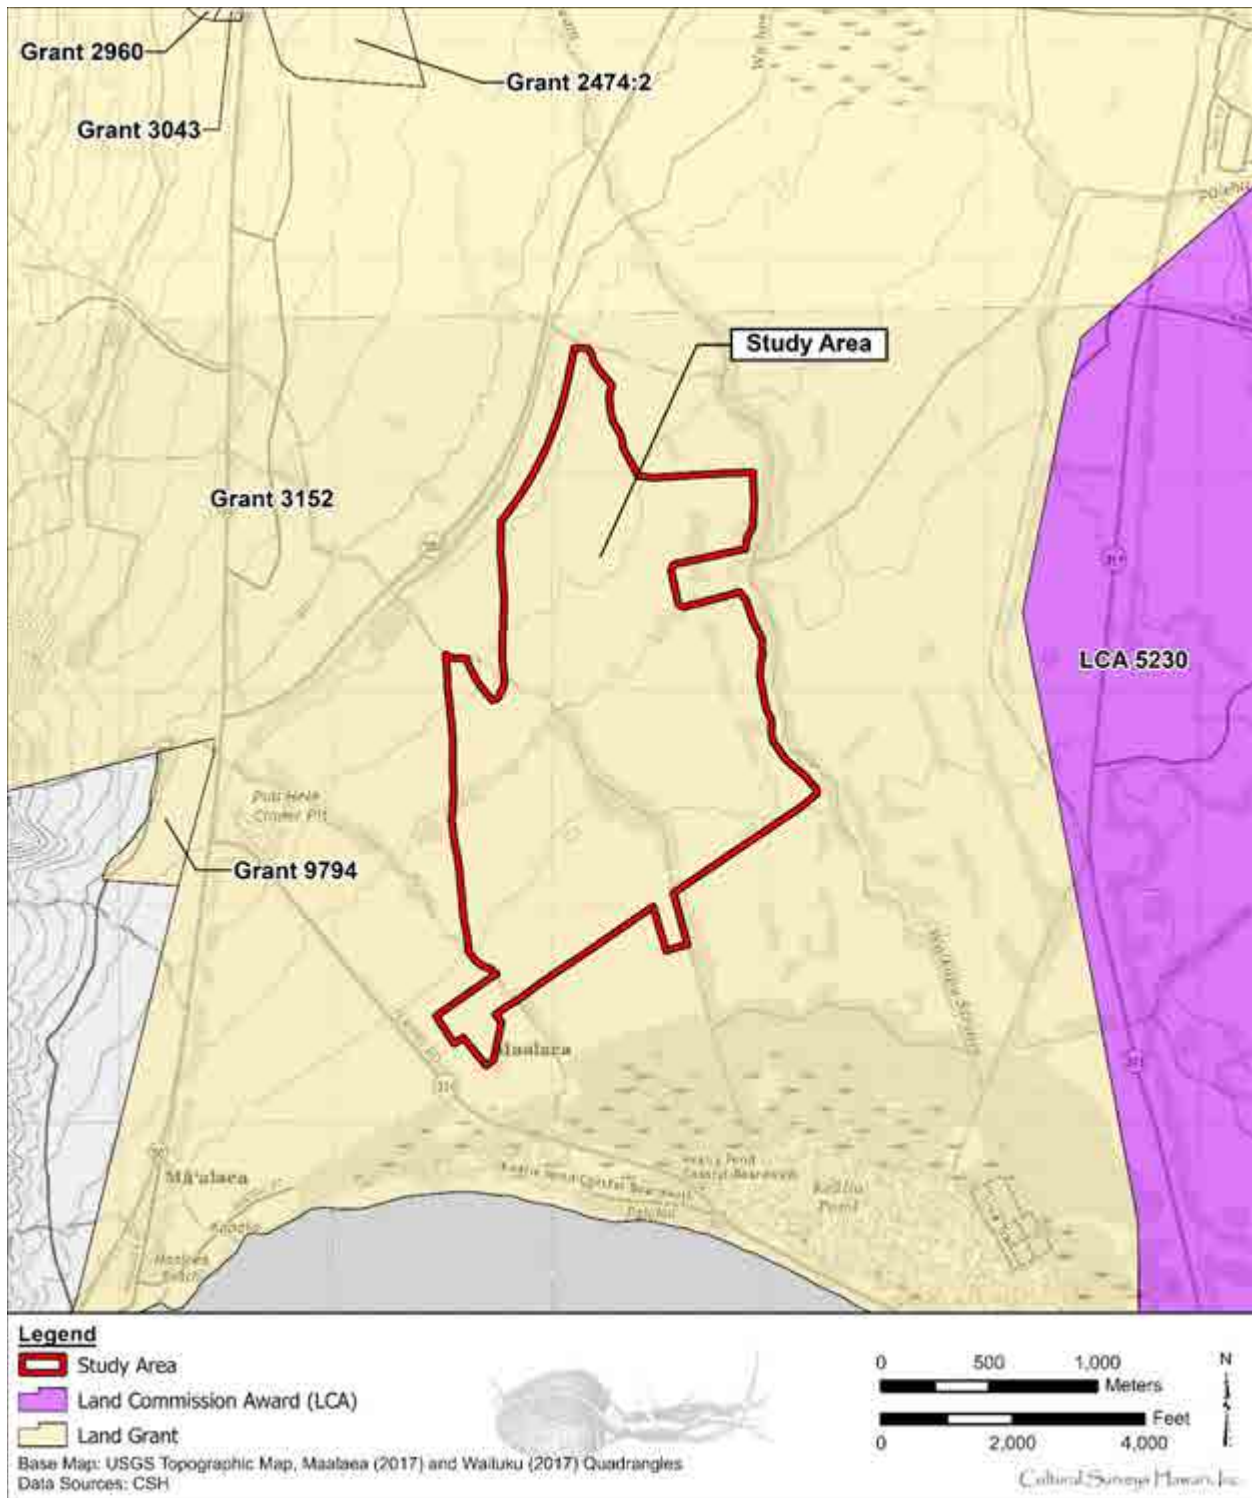 Grant 2960
Grant 2474:2
Grant 3043
Study Area
Grant 3152
LCA 5230
Grant 9794
Maalaea
Mā'alaea
Kealia Pond
Legend
Study Area
Land Commission Award (LCA)
Land Grant
Base Map: USGS Topographic Map, Maalaea (2017) and Wailuku (2017) Quadrangles
Data Sources: CSH
0 500 1,000
Meters
Feet
0 2,000 4,000
N
Cultural Surveys Hawaii, Inc.